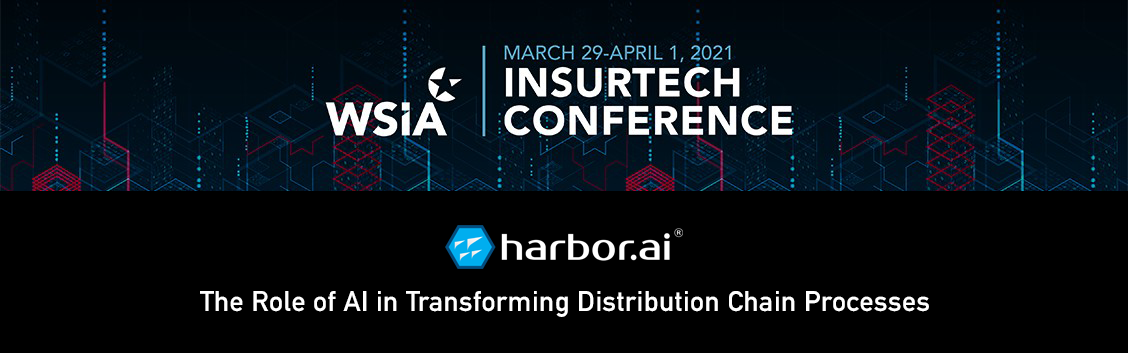 MARCH 29-APRIL 1, 2021
WSiA
INSURTECH
CONFERENCE
harbor.ai®
The Role of AI in Transforming Distribution Chain Processes